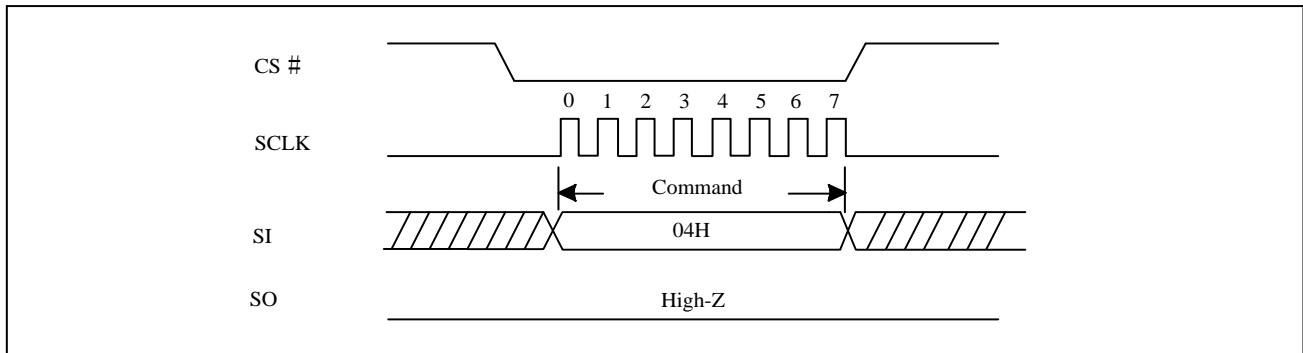 CS #
0 1 2 3 4 5 6 7
SCLK
Command
SI
04H
SO
High-Z